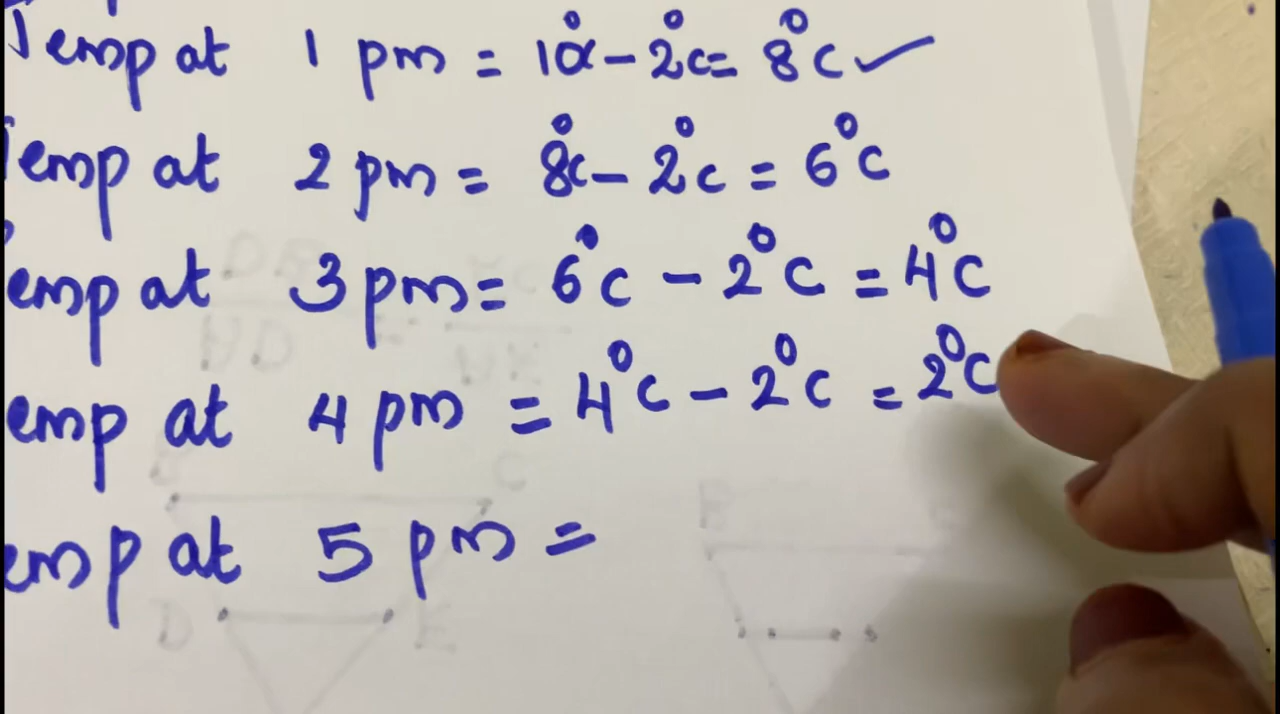 Temp at 1 pm = 10°C - 2°C = 8°C ✓
Temp at 2 pm = 8°C - 2°C = 6°C
emp at 3 pm = 6°C - 2°C = 4°C
emp at 4 pm = 4°C - 2°C = 2°C
emp at 5 pm =